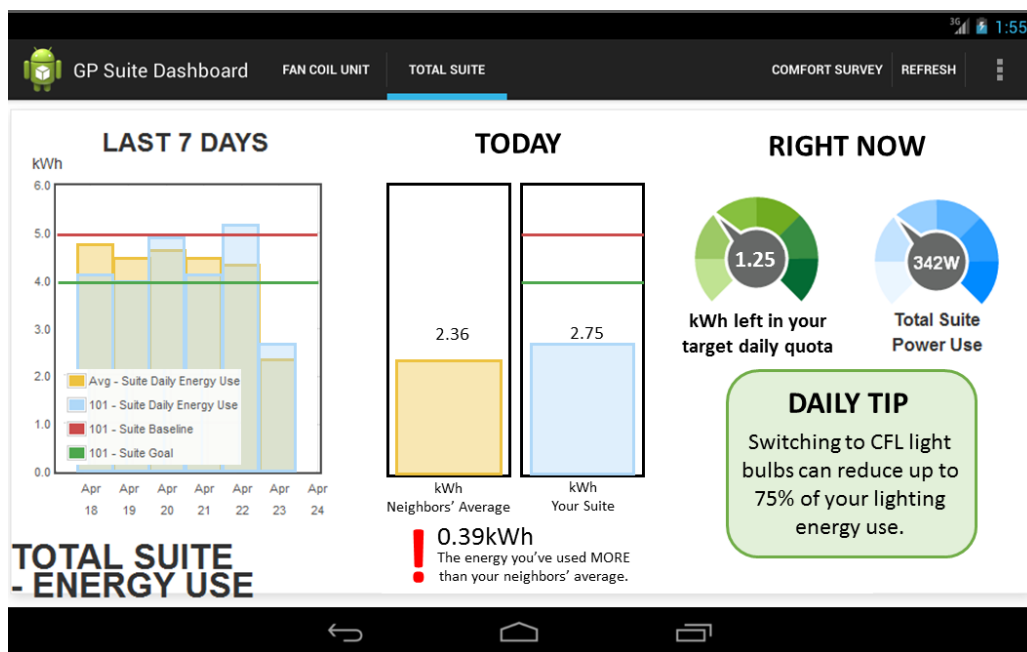 3G
1:55
GP Suite Dashboard
FAN COIL UNIT
TOTAL SUITE
COMFORT SURVEY
REFRESH
LAST 7 DAYS
kWh
6.0
5.0
4.0
3.0
2.0
1.0
0.0
Avg - Suite Daily Energy Use
101 - Suite Daily Energy Use
101 - Suite Baseline
101 - Suite Goal
Apr Apr Apr Apr Apr Apr Apr
18 19 20 21 22 23 24
TOTAL SUITE
- ENERGY USE
TODAY
2.36
2.75
kWh
Neighbors' Average
kWh
Your Suite
! 0.39kWh
The energy you've used MORE
than your neighbors' average.
RIGHT NOW
1.25
kWh left in your
target daily quota
342W
Total Suite
Power Use
DAILY TIP
Switching to CFL light
bulbs can reduce up to
75% of your lighting
energy use.